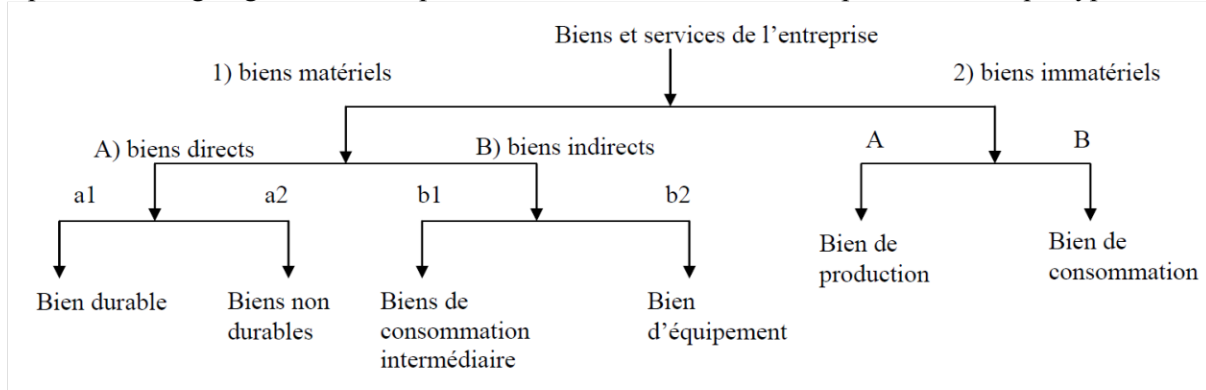 Biens et services de l'entreprise
1) biens matériels
2) biens immatériels
A) biens directs
B) biens indirects
A
B
a1
a2
b1
b2
Bien durable
Biens non
durables
Biens de
consommation
intermédiaire
Bien
d'équipement
Bien de
production
Bien de
consommation